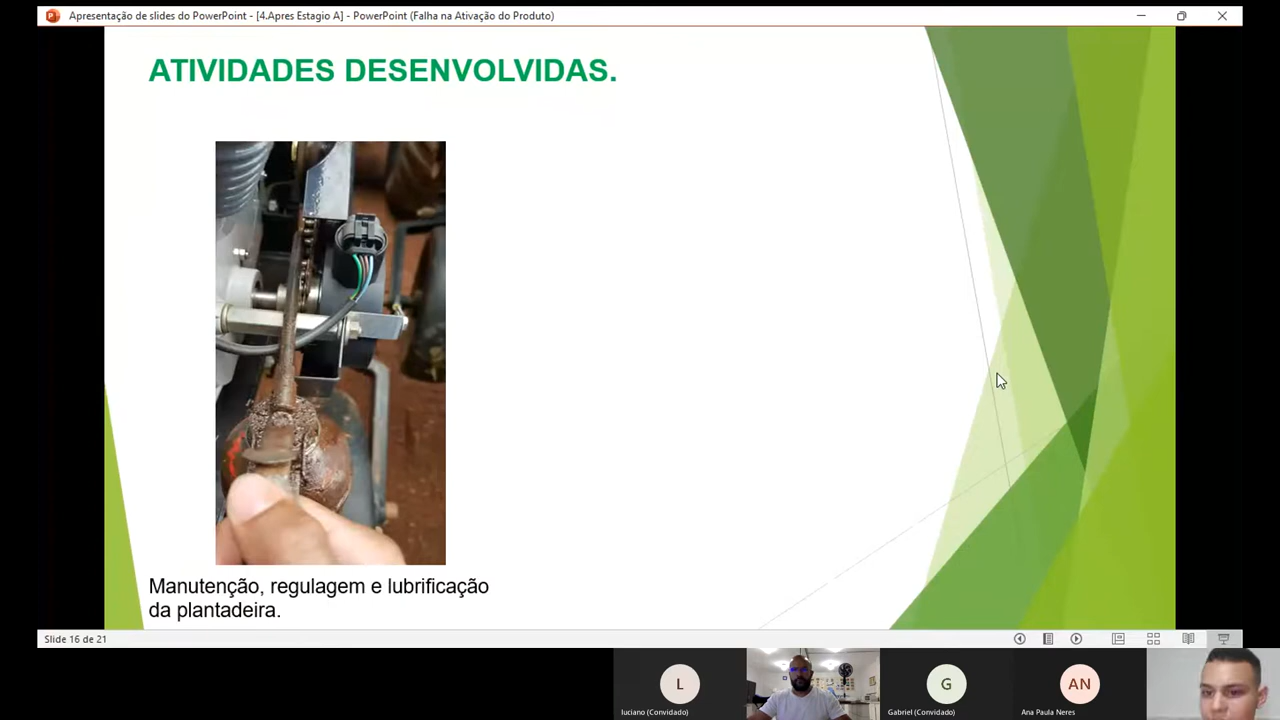 Apresentação de slides do PowerPoint - [4.Apres Estagio A] - PowerPoint (Falha na Ativação do Produto)
ATIVIDADES DESENVOLVIDAS.
Manutenção, regulagem e lubrificação
da plantadeira.
Slide 16 de 21
L
G
AN
luciano (Convidado)
Gabriel (Convidado)
Ana Paula Neres